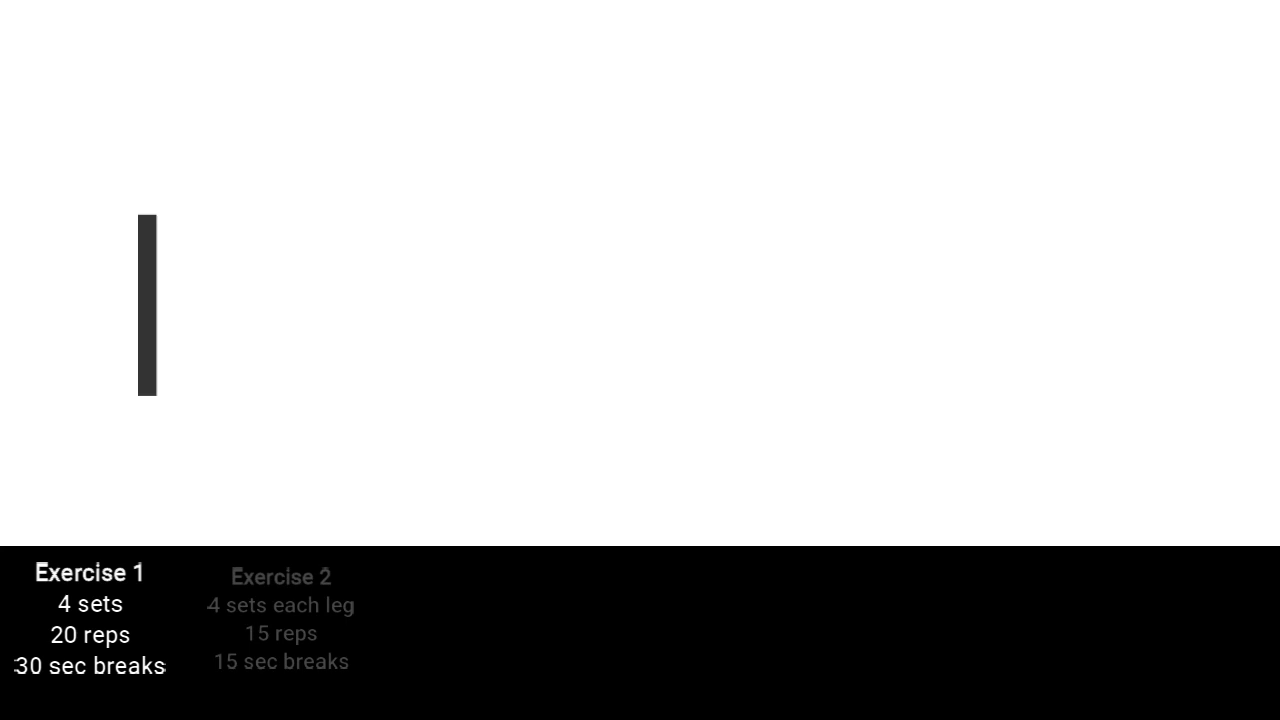 Exercise 1
4 sets
20 reps
30 sec breaks
Exercise 2
4 sets each leg
15 reps
15 sec breaks